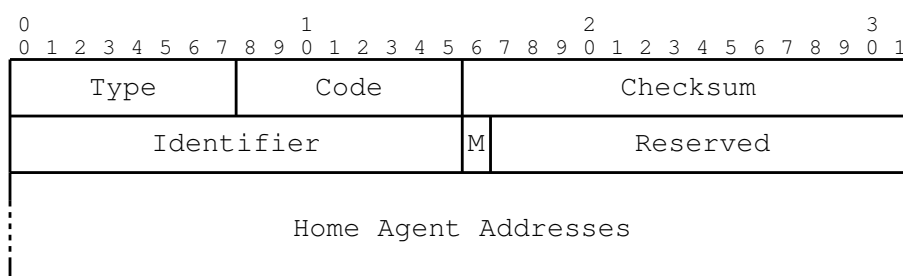 0 1 2 3
0 1 2 3 4 5 6 7 8 9 0 1 2 3 4 5 6 7 8 9 0 1 2 3 4 5 6 7 8 9 0 1
Type Code Checksum
Identifier M Reserved
Home Agent Addresses